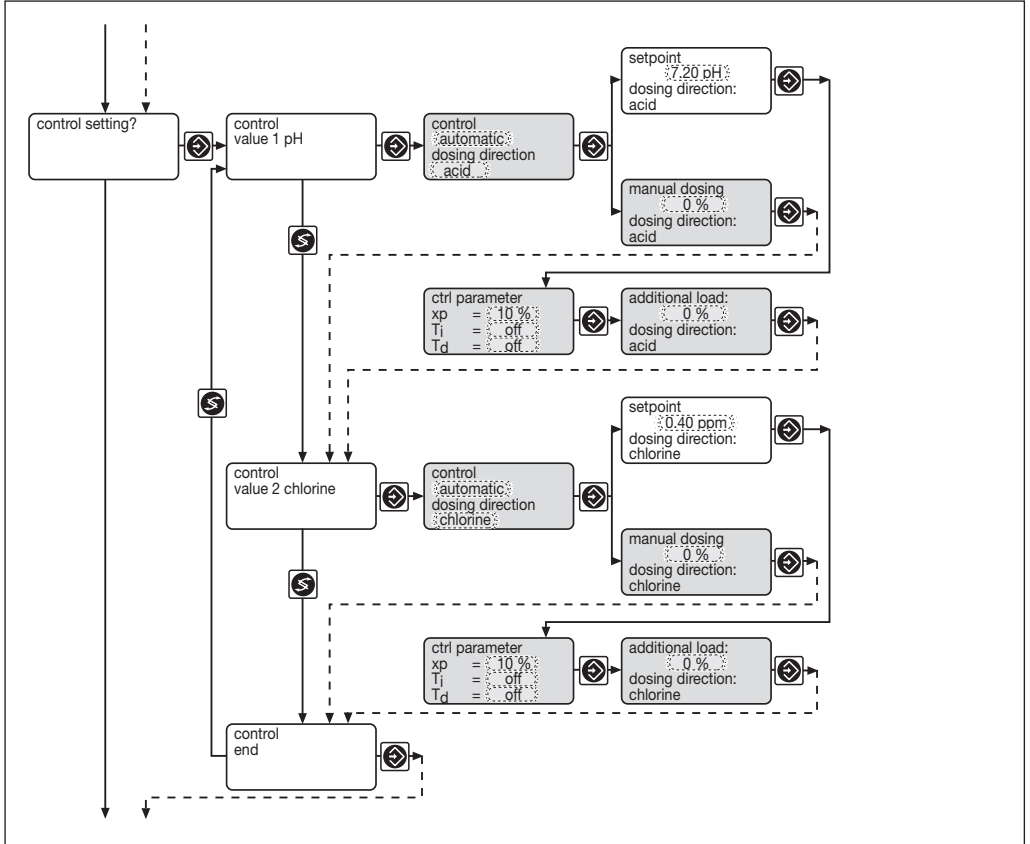 control setting?
control
value 1 pH
control
automatic
dosing direction
acid
setpoint
7.20 pH
dosing direction:
acid
manual dosing
0 %
dosing direction:
acid
ctrl parameter
xp = 10 %
Ti = off
Td = off
additional load:
0 %
dosing direction:
acid
control
value 2 chlorine
control
automatic
dosing direction
chlorine
setpoint
0.40 ppm
dosing direction:
chlorine
manual dosing
0 %
dosing direction:
chlorine
ctrl parameter
xp = 10 %
Ti = off
Td = off
additional load:
0 %
dosing direction:
chlorine
control
end